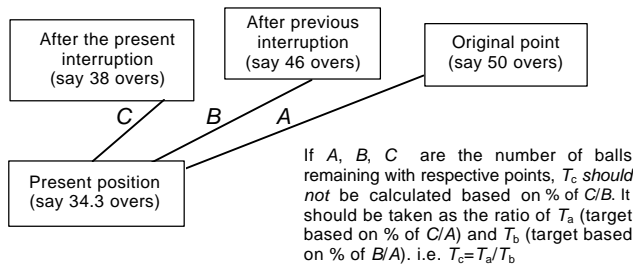 After the present
interruption
(say 38 overs)
After previous
interruption
(say 46 overs)
Original point
(say 50 overs)
C
B
A
Present position
(say 34.3 overs)
If A, B, C are the number of balls
remaining with respective points, Tc should
not be calculated based on % of C/B. It
should be taken as the ratio of Ta (target
based on % of C/A) and Tb (target based
on % of B/A). i.e. Tc=Ta/Tb